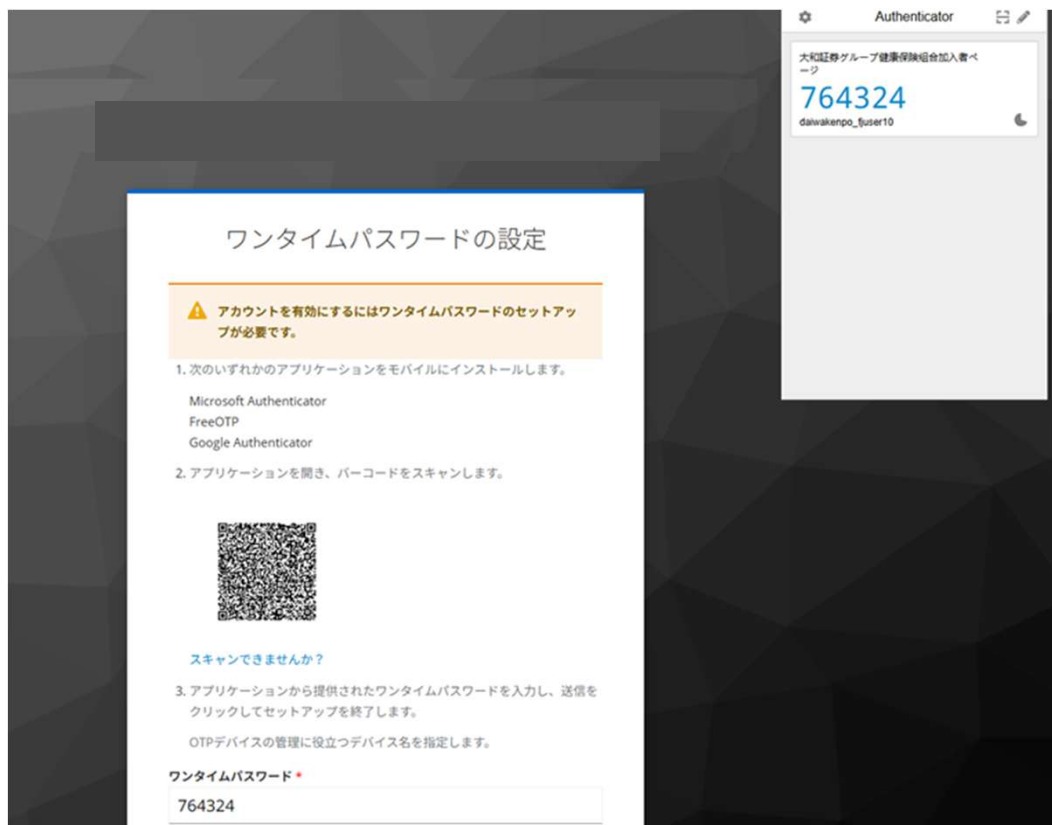 Authenticator
大和証券グループ健康保険組合加入者ペ
ージ
764324
daiwakenpo_fjuser10
ワンタイムパスワードの設定
アカウントを有効にするにはワンタイムパスワードのセットアッ
プが必要です。
1. 次のいずれかのアプリケーションをモバイルにインストールします。
Microsoft Authenticator
FreeOTP
Google Authenticator
2. アプリケーションを開き、バーコードをスキャンします。
スキャンできませんか？
3. アプリケーションから提供されたワンタイムパスワードを入力し、送信を
クリックしてセットアップを終了します。
OTPデバイスの管理に役立つデバイス名を指定します。
ワンタイムパスワード *
764324